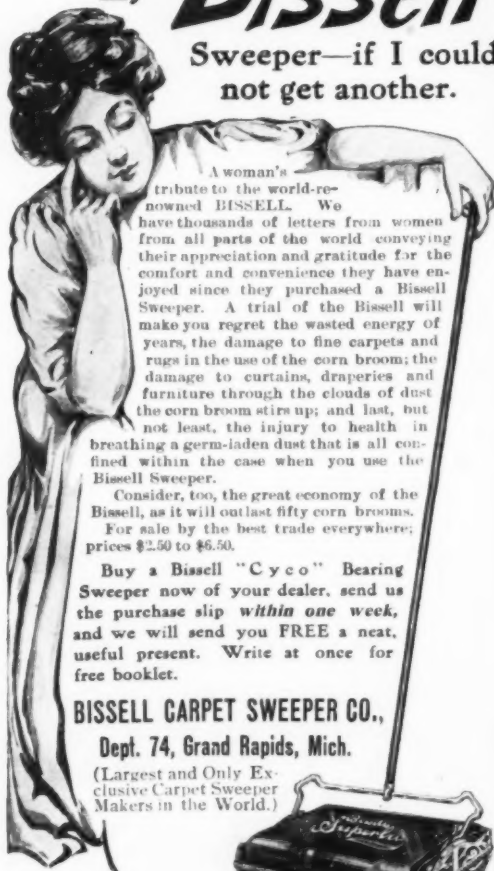 Bissell
Sweeper—if I could
not get another.
A woman's
tribute to the world-re-
nowned BISSELL. We
have thousands of letters from women
from all parts of the world conveying
their appreciation and gratitude for the
comfort and convenience they have en-
joyed since they purchased a Bissell
Sweeper. A trial of the Bissell will
make you regret the wasted energy of
years, the damage to fine carpets and
rugs in the use of the corn broom; the
damage to curtains, draperies and
furniture through the clouds of dust
the corn broom stirs up; and last, but
not least, the injury to health in
breathing a germ-laden dust that is all con-
fined within the case when you use the
Bissell Sweeper.
Consider, too, the great economy of the
Bissell, as it will outlast fifty corn brooms.
For sale by the best trade everywhere;
prices $2.50 to $6.50.
Buy a Bissell "Cyco" Bearing
Sweeper now of your dealer, send us
the purchase slip within one week,
and we will send you FREE a neat,
useful present. Write at once for
free booklet.
BISSELL CARPET SWEEPER CO.,
Dept. 74, Grand Rapids, Mich.
(Largest and Only Ex-
clusive Carpet Sweeper
Makers in the World.)